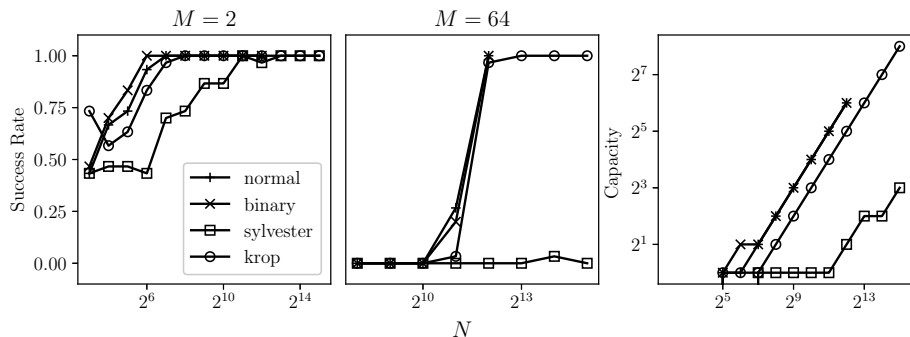 M = 2
M = 64
Success Rate
1.00
0.75
0.50
0.25
0.00
normal
binary
sylvester
krop
2^6
2^10
2^14
2^10
2^13
N
Capacity
2^7
2^5
2^3
2^1
2^5
2^9
2^13